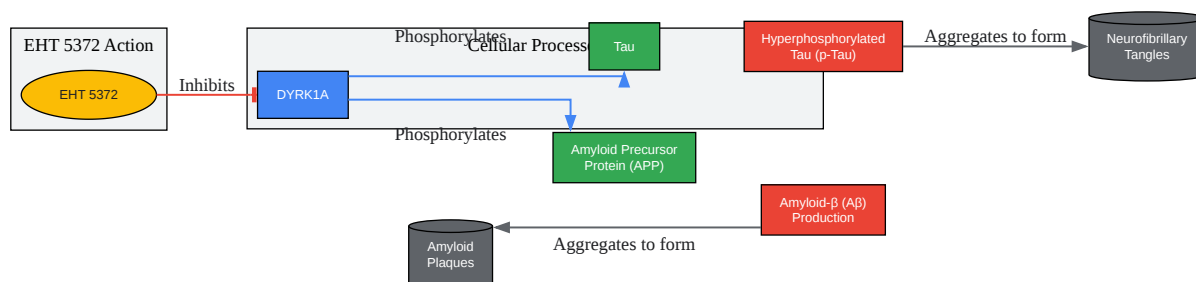 EHT 5372 Action
EHT 5372
Inhibits
DYRK1A
Phosphorylates
Cellular Processe
Tau
Phosphorylates
Amyloid Precursor
Protein (APP)
Hyperphosphorylated
Tau (p-Tau)
Aggregates to form
Neurofibrillary
Tangles
Amyloid-β (Aβ)
Production
Aggregates to form
Amyloid
Plaques